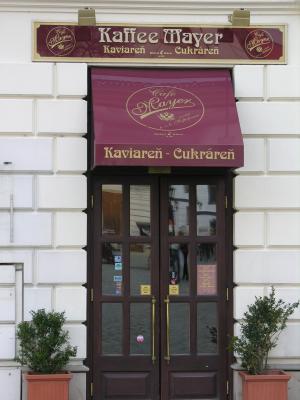 Kaffee Mayer
Kaviareň Cukráreň
Café
Mayer
Kaviareň - Cukráreň